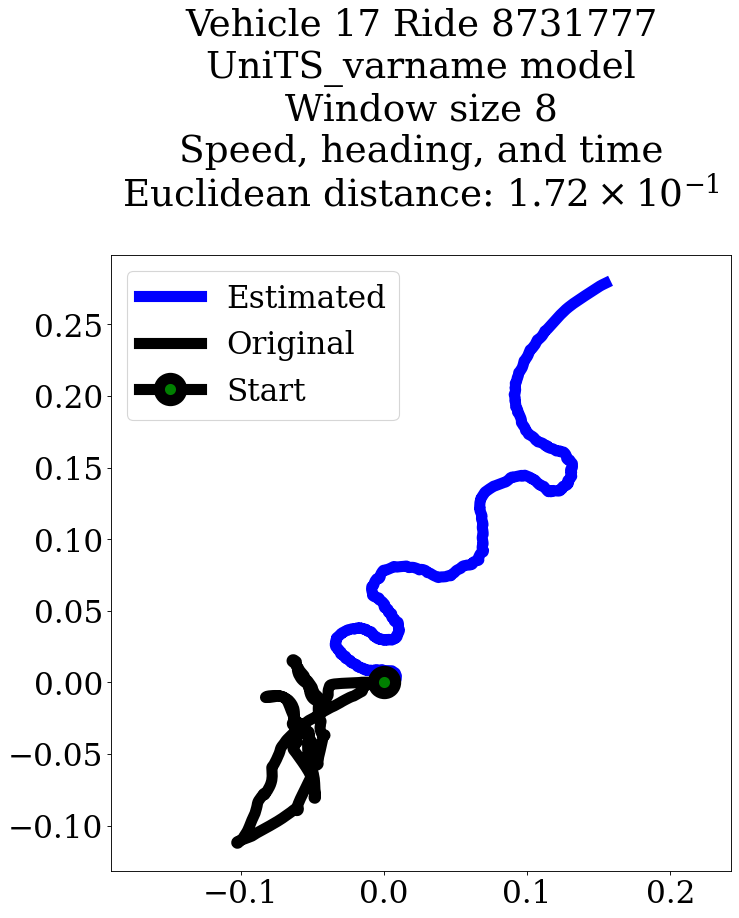 Vehicle 17 Ride 8731777
UniTS_varname model
Window size 8
Speed, heading, and time
Euclidean distance: 1.72 × 10⁻¹
Estimated
Original
Start
0.25
0.20
0.15
0.10
0.05
0.00
−0.05
−0.10
−0.1 0.0 0.1 0.2